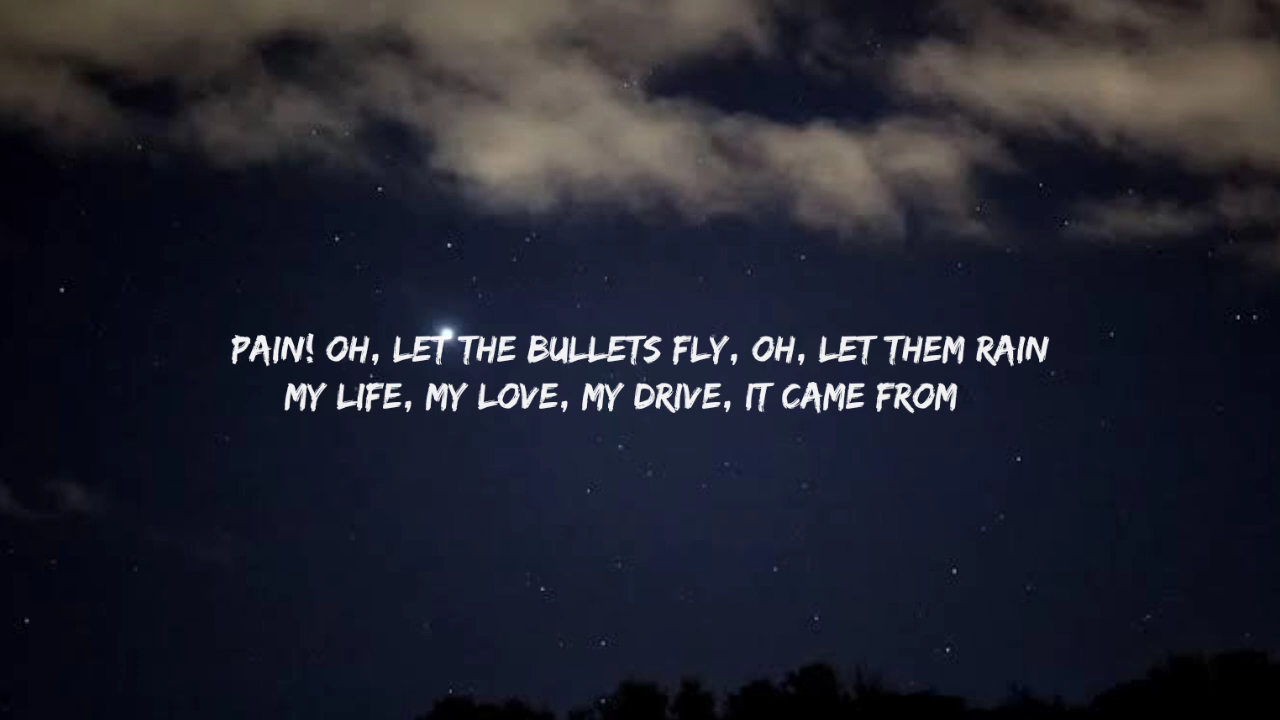 PAIN! OH, LET THE BULLETS FLY, OH, LET THEM RAIN
MY LIFE, MY LOVE, MY DRIVE, IT CAME FROM